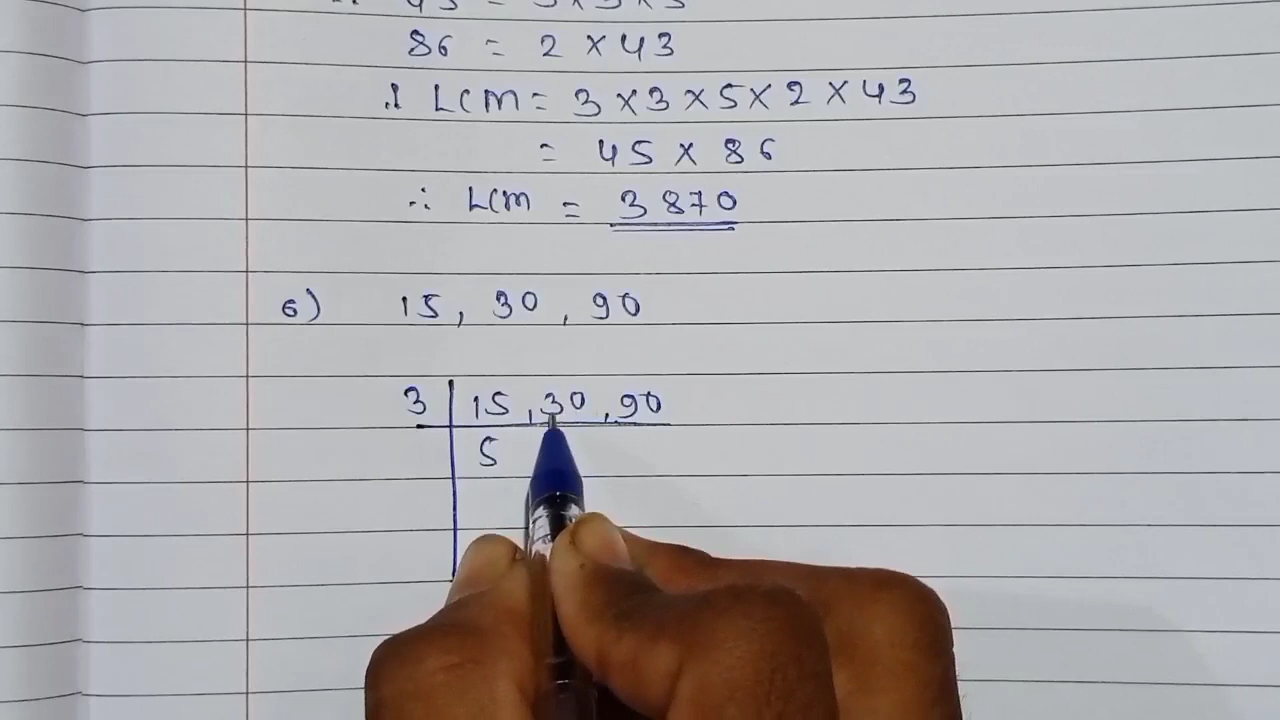 86 = 2 × 43
∴ LCM = 3 × 3 × 5 × 2 × 43
= 45 × 86
∴ LCM = 3870
6) 15, 30, 90
3 | 15, 30, 90
5